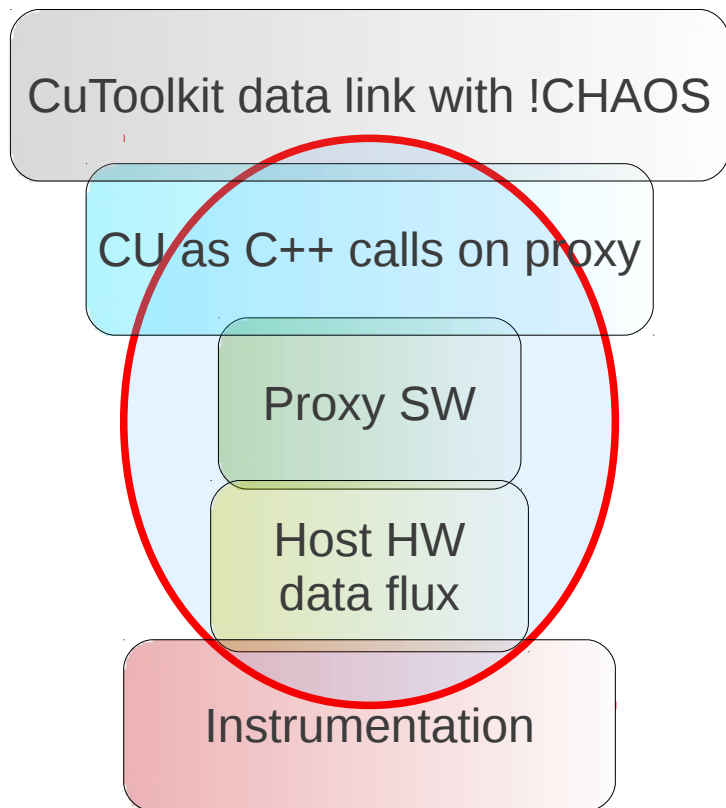 CuToolkit data link with !CHAOS
CU as C++ calls on proxy
Proxy SW
Host HW
data flux
Instrumentation